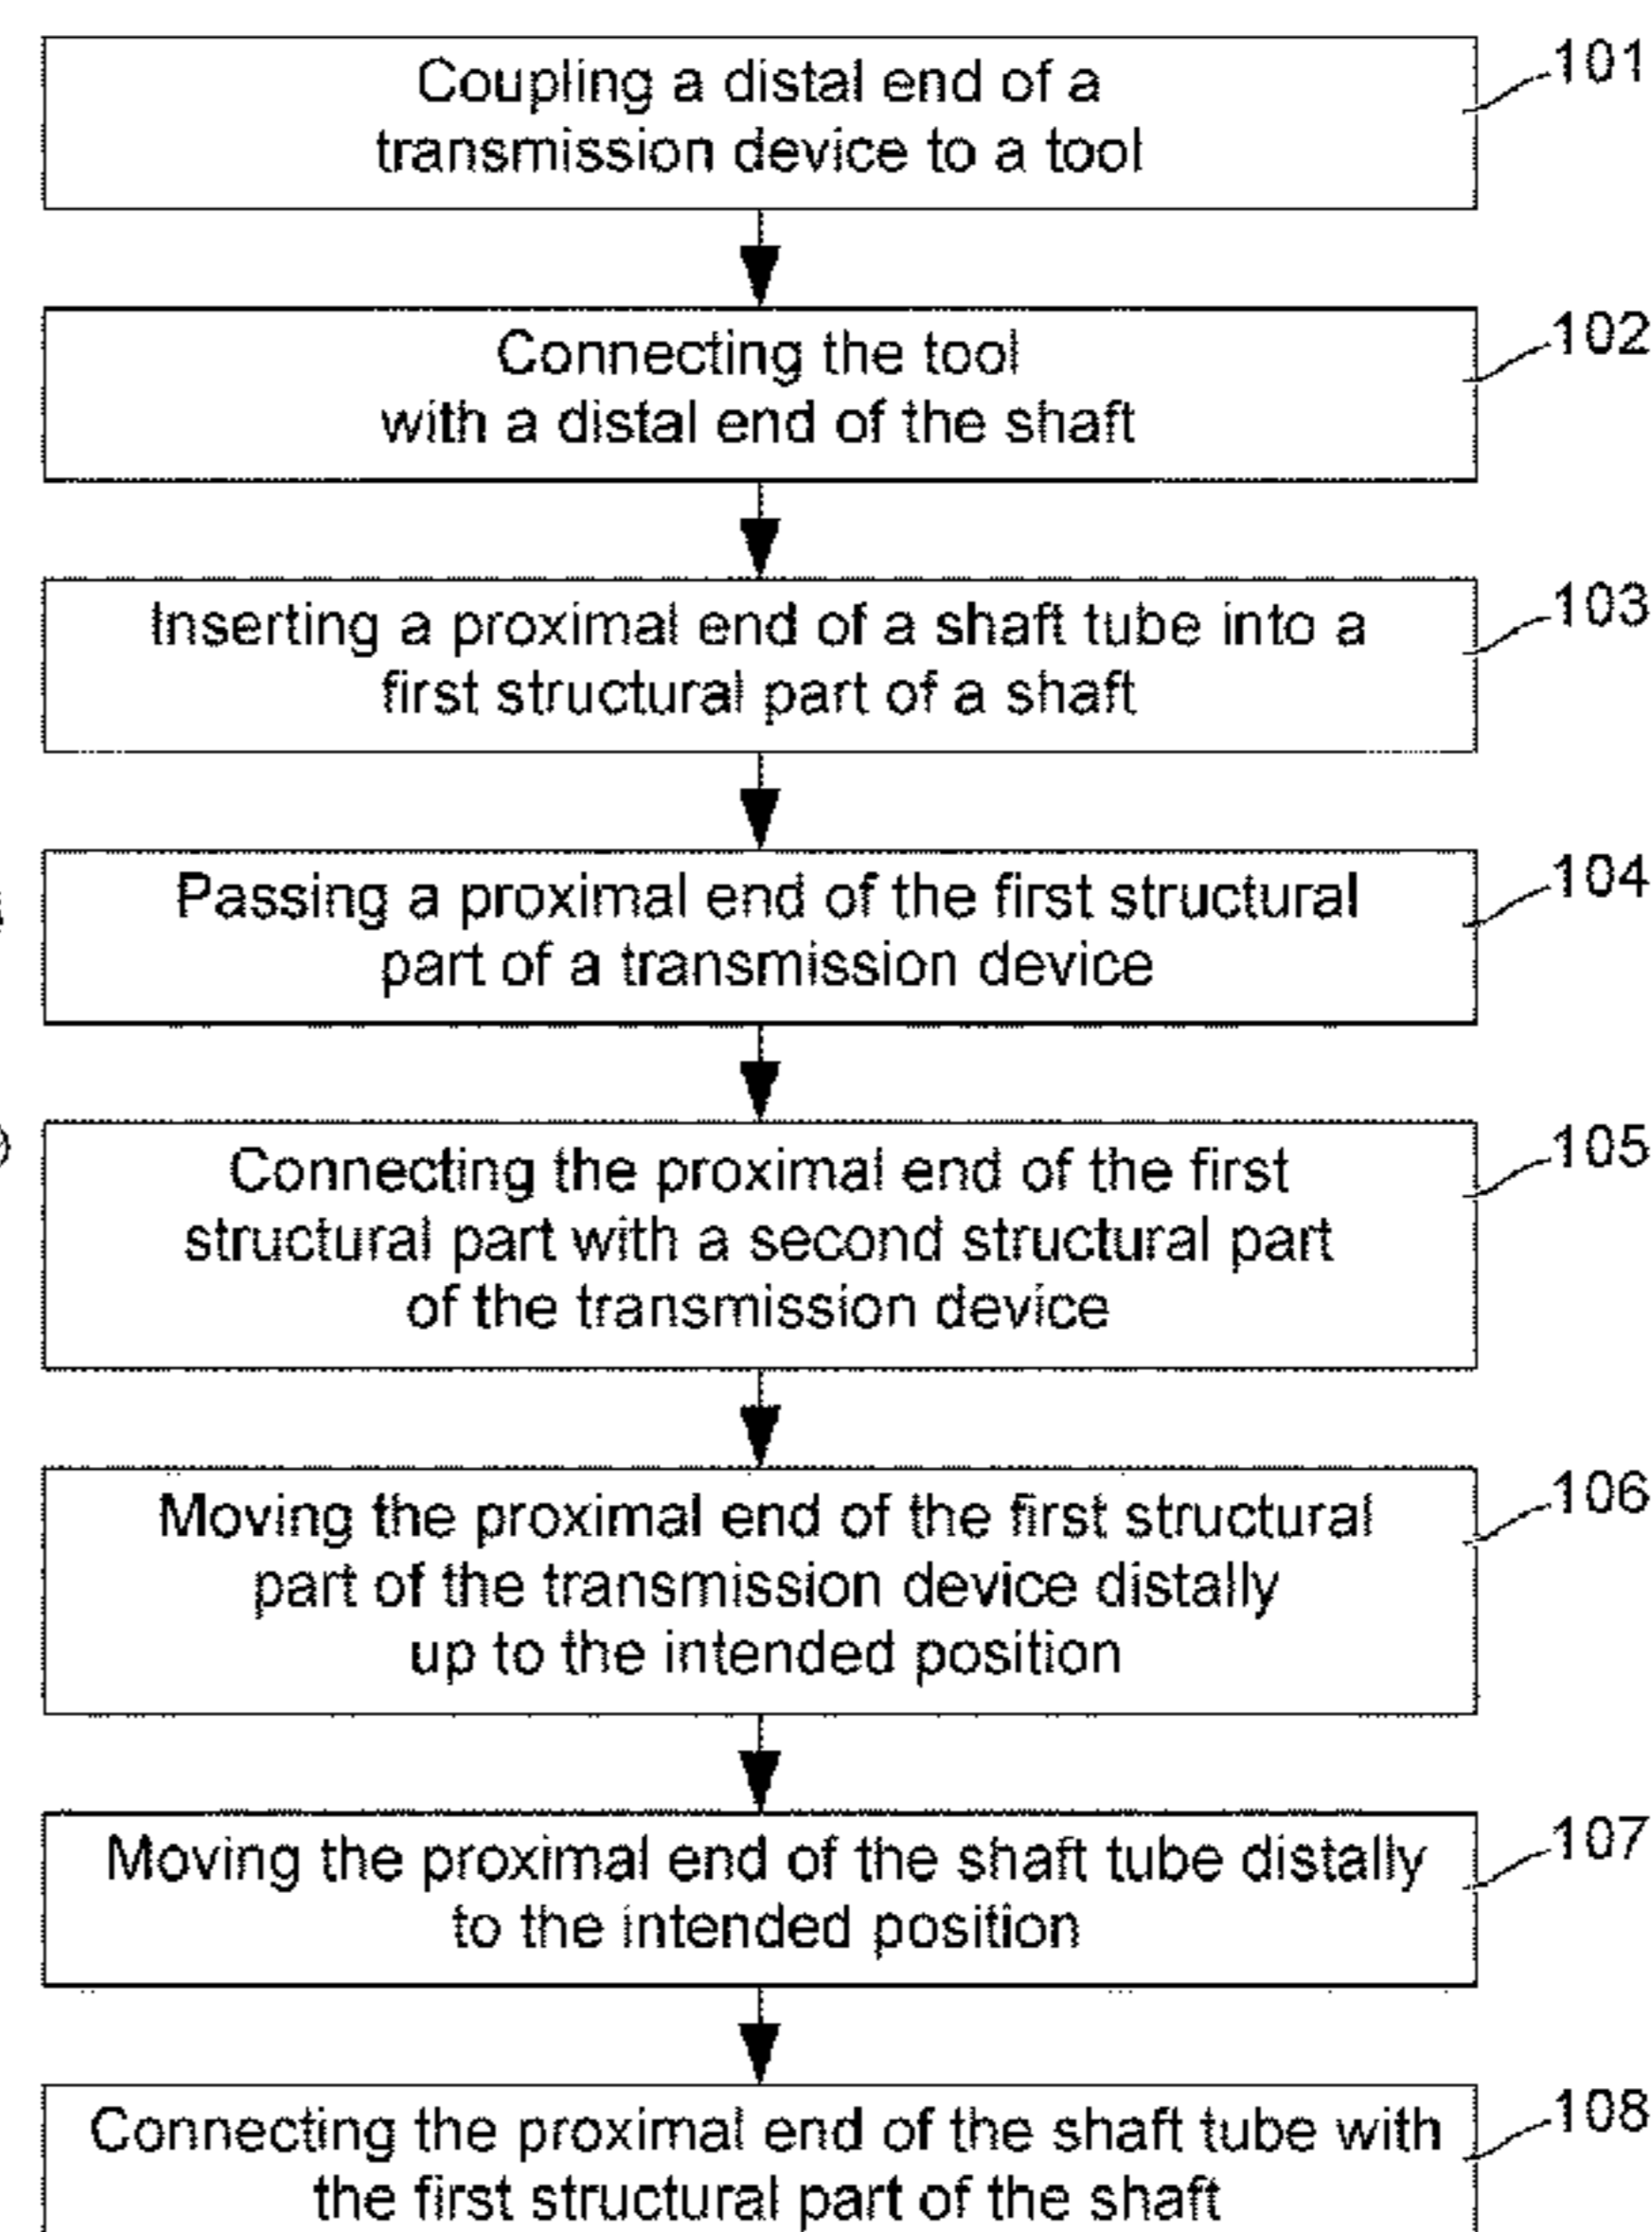 Coupling a distal end of a
transmission device to a tool
101
Connecting the tool
with a distal end of the shaft
102
Inserting a proximal end of a shaft tube into a
first structural part of a shaft
103
Passing a proximal end of the first structural
part of a transmission device
104
Connecting the proximal end of the first
structural part with a second structural part
of the transmission device
105
Moving the proximal end of the first structural
part of the transmission device distally
up to the intended position
106
Moving the proximal end of the shaft tube distally
to the intended position
107
Connecting the proximal end of the shaft tube with
the first structural part of the shaft
108